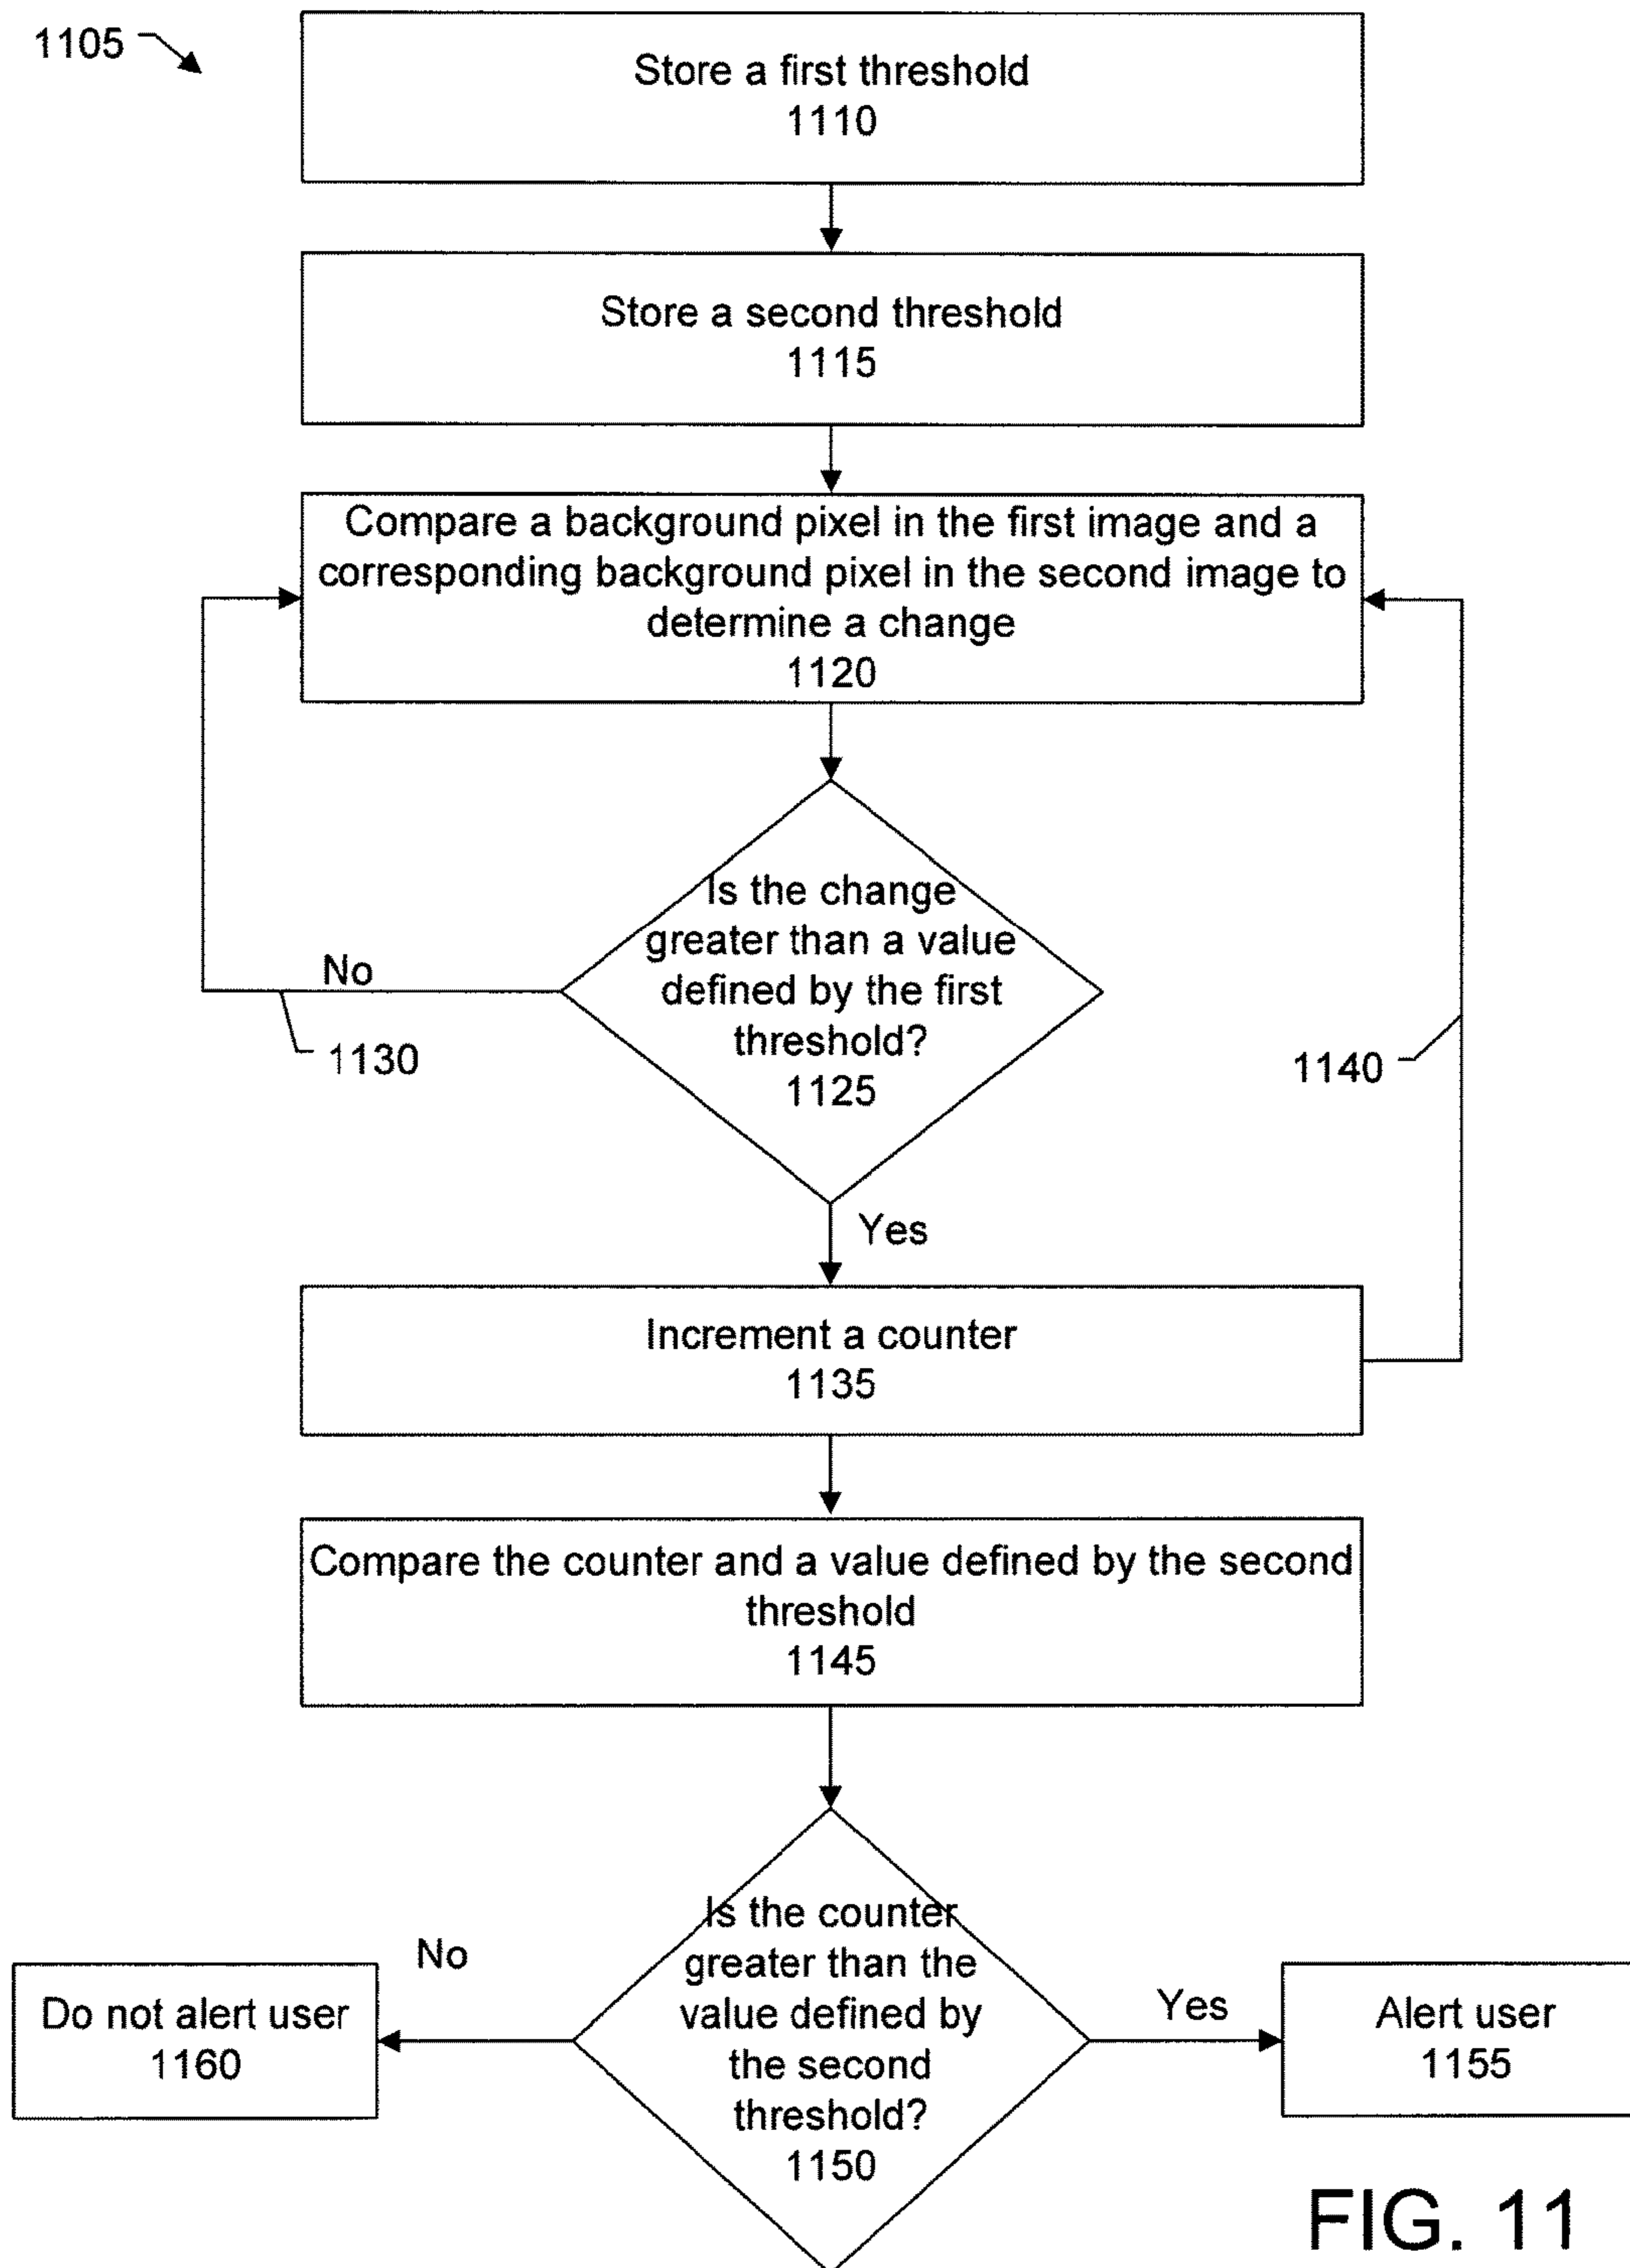 1105
Store a first threshold
1110
Store a second threshold
1115
Compare a background pixel in the first image and a
corresponding background pixel in the second image to
determine a change
1120
Is the change
greater than a value
defined by the first
threshold?
1125
No
1130
1140
Yes
Increment a counter
1135
Compare the counter and a value defined by the second
threshold
1145
Is the counter
greater than the
value defined by
the second
threshold?
1150
No
Do not alert user
1160
Yes
Alert user
1155
FIG. 11